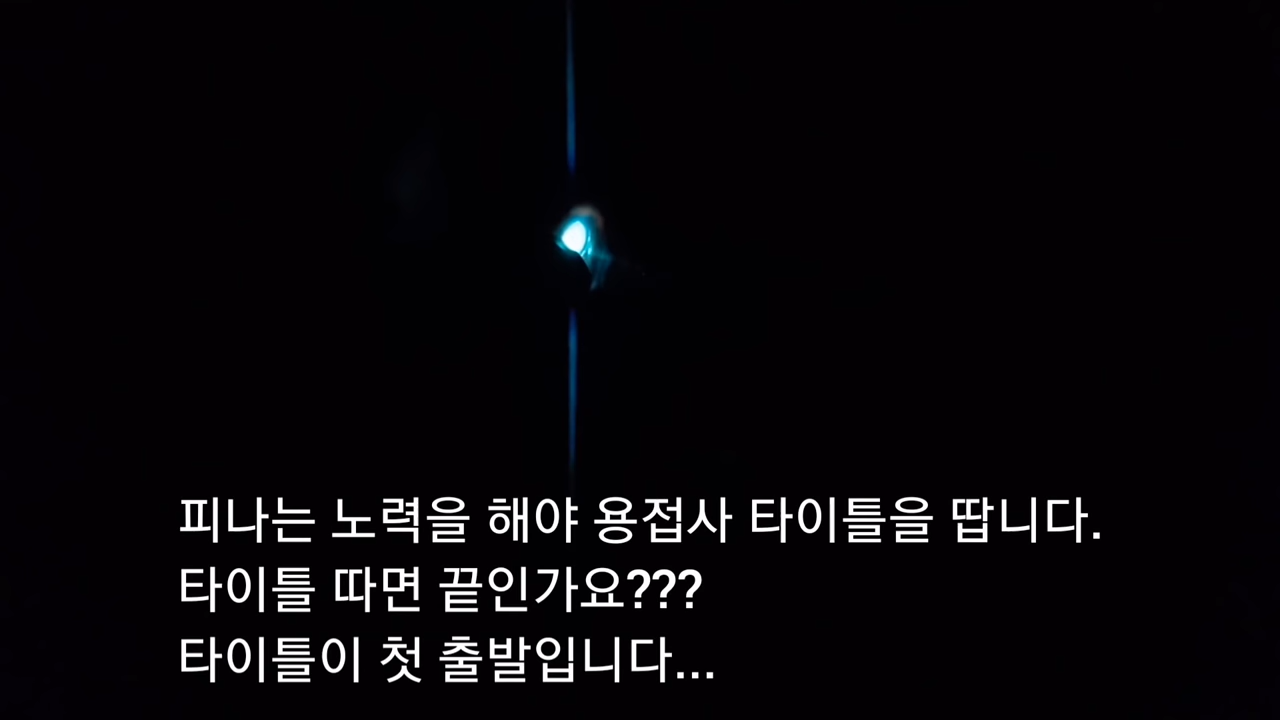 피나는 노력을 해야 용접사 타이틀을 땁니다.
타이틀 따면 끝인가요???
타이틀이 첫 출발입니다...